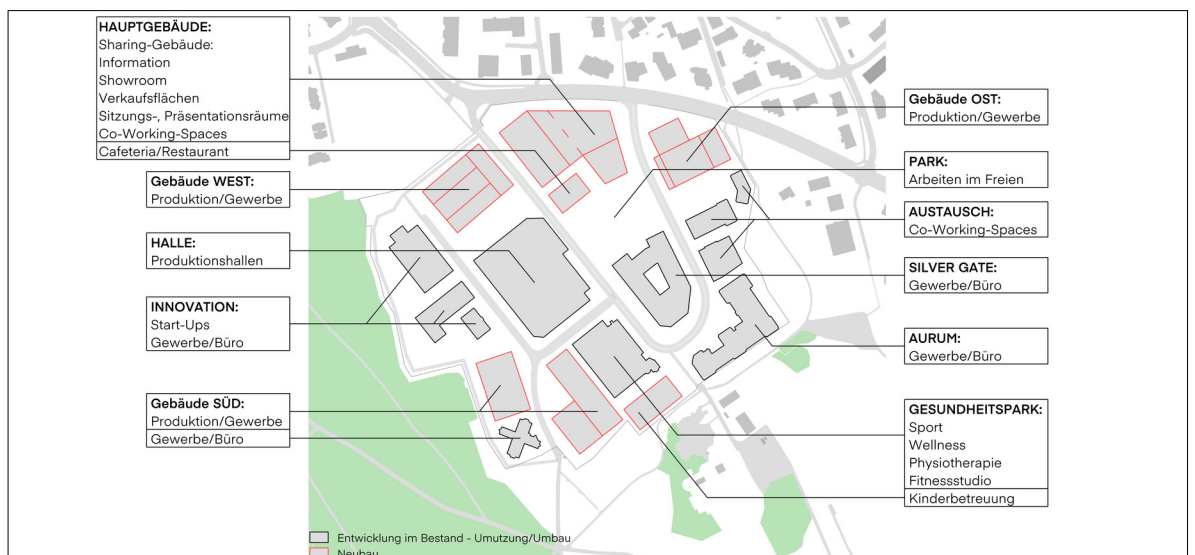 HAUPTGEBÄUDE:
Sharing-Gebäude:
Information
Showroom
Verkaufsflächen
Sitzungs-, Präsentationsräume
Co-Working-Spaces
Cafeteria/Restaurant
Gebäude WEST:
Produktion/Gewerbe
HALLE:
Produktionshallen
INNOVATION:
Start-Ups
Gewerbe/Büro
Gebäude SÜD:
Produktion/Gewerbe
Gewerbe/Büro
Gebäude OST:
Produktion/Gewerbe
PARK:
Arbeiten im Freien
AUSTAUSCH:
Co-Working-Spaces
SILVER GATE:
Gewerbe/Büro
AURUM:
Gewerbe/Büro
GESUNDHEITSPARK:
Sport
Wellness
Physiotherapie
Fitnessstudio
Kinderbetreuung
Entwicklung im Bestand - Umutzung/Umbau
Neubau